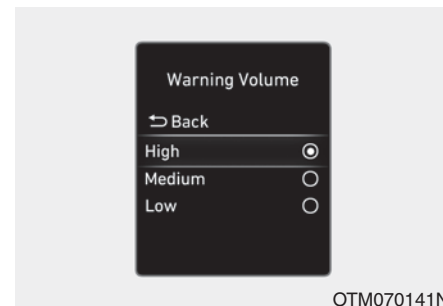 Warning Volume
Back
High
Medium
Low
OTM070141N